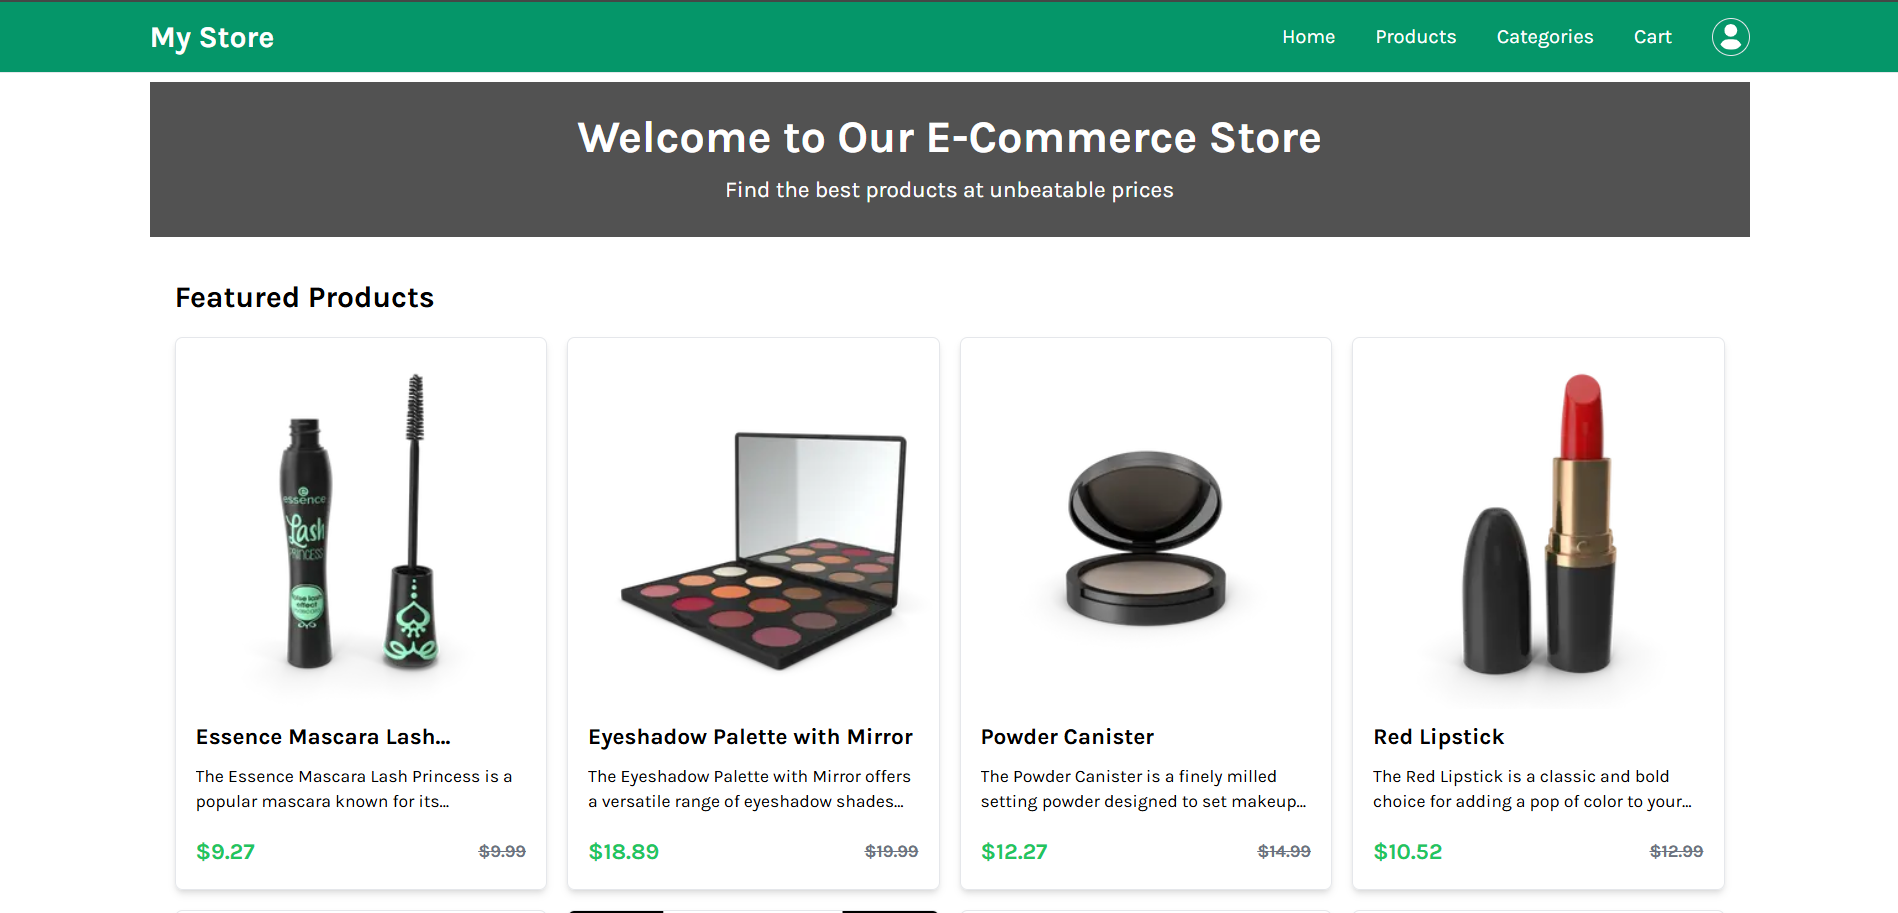 My Store
Home Products Categories Cart
Welcome to Our E-Commerce Store
Find the best products at unbeatable prices
Featured Products
essence
Lash
PRINCESS
false lash
effect
mascara
Essence Mascara Lash...
The Essence Mascara Lash Princess is a
popular mascara known for its...
$9.27 $9.99
Eyeshadow Palette with Mirror
The Eyeshadow Palette with Mirror offers
a versatile range of eyeshadow shades...
$18.89 $19.99
Powder Canister
The Powder Canister is a finely milled
setting powder designed to set makeup...
$12.27 $14.99
Red Lipstick
The Red Lipstick is a classic and bold
choice for adding a pop of color to your...
$10.52 $12.99